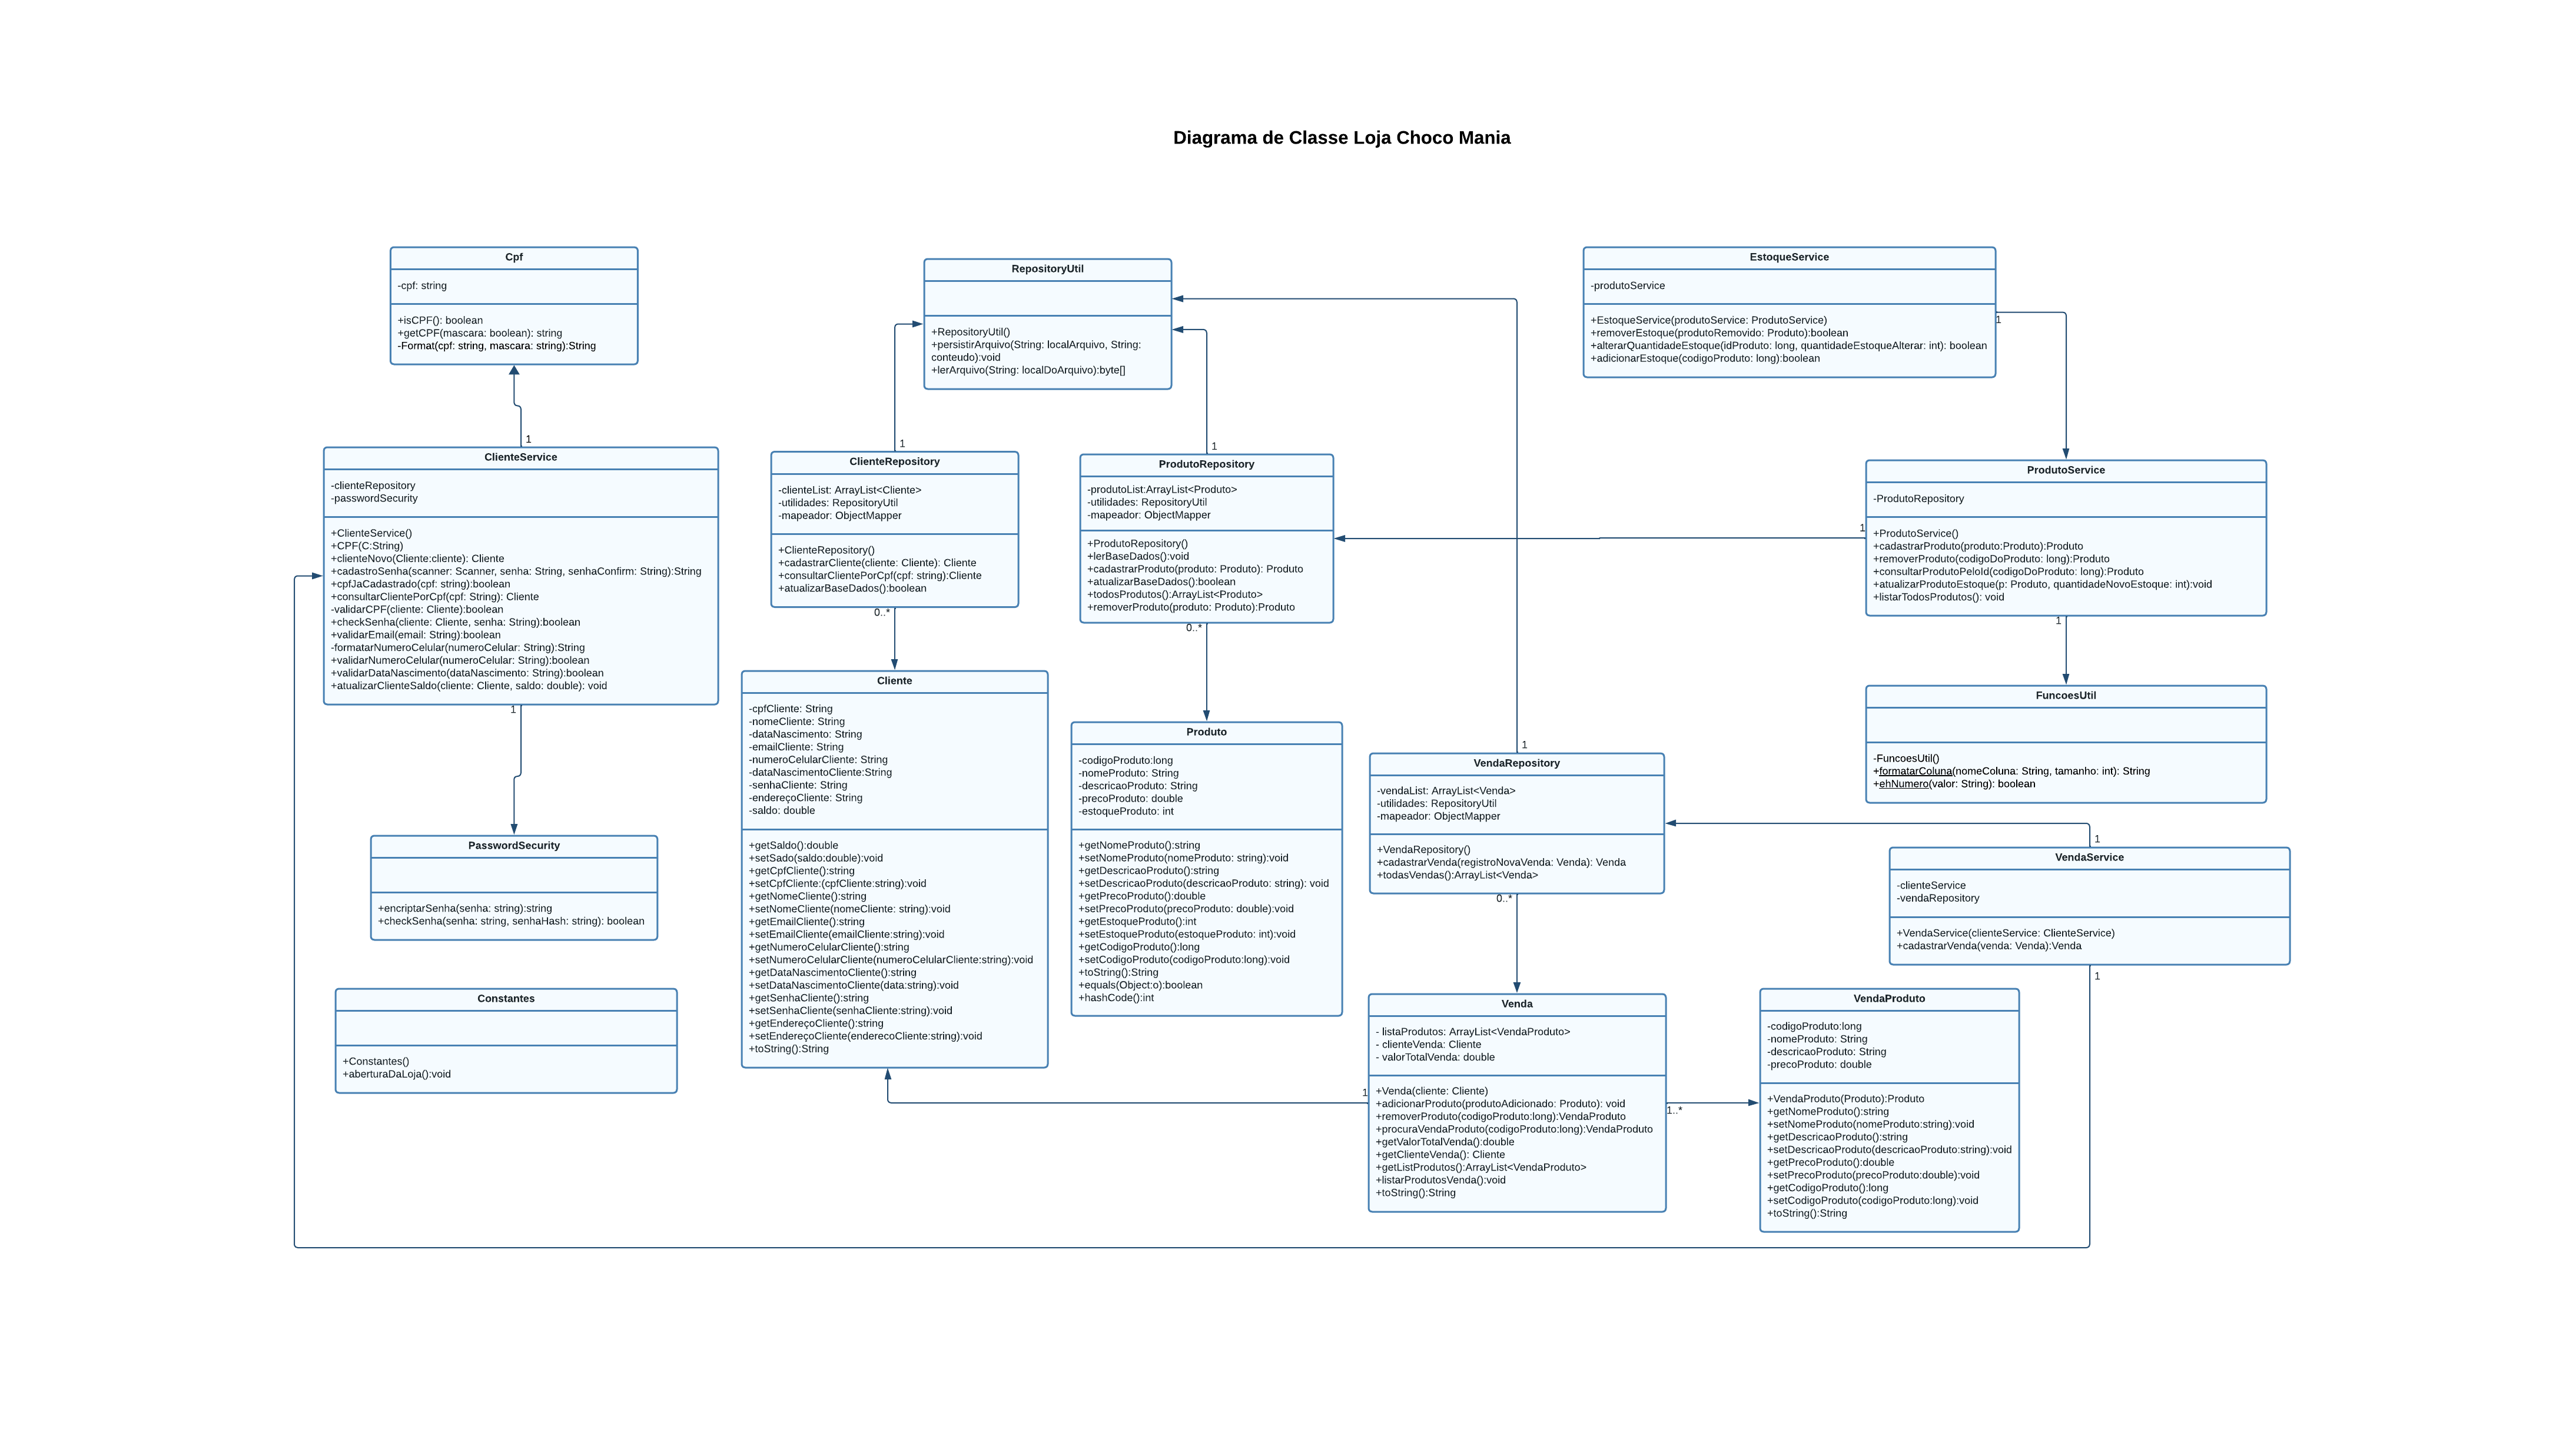 Diagrama de Classe Loja Choco Mania
Cpf
-cpf: string
+isCPF(): boolean
+getCPF(mascara: boolean): string
-Format(cpf: string, mascara: string):String
RepositoryUtil
+RepositoryUtil()
+persistirArquivo(String: localArquivo, String:
conteudo):void
+lerArquivo(String: localDoArquivo):byte[]
EstoqueService
-produtoService
+EstoqueService(produtoService: ProdutoService)
+removerEstoque(produtoRemovido: Produto):boolean
+alterarQuantidadeEstoque(idProduto: long, quantidadeEstoqueAlterar: int): boolean
+adicionarEstoque(codigoProduto: long):boolean
1
1
ClienteService
-clienteRepository
-passwordSecurity
+ClienteService()
+CPF(C:String)
+clienteNovo(Cliente:cliente): Cliente
+cadastroSenha(scanner: Scanner, senha: String, senhaConfirm: String):String
+cpfJaCadastrado(cpf: string):boolean
+consultarClientePorCpf(cpf: String): Cliente
-validarCPF(cliente: Cliente):boolean
+checkSenha(cliente: Cliente, senha: String):boolean
+validarEmail(email: String):boolean
-formatarNumeroCelular(numeroCelular: String):String
+validarNumeroCelular(numeroCelular: String):boolean
+validarDataNascimento(dataNascimento: String):boolean
+atualizarClienteSaldo(cliente: Cliente, saldo: double): void
1
1
ClienteRepository
-clienteList: ArrayList<Cliente>
-utilidades: RepositoryUtil
-mapeador: ObjectMapper
+ClienteRepository()
+cadastrarCliente(cliente: Cliente): Cliente
+consultarClientePorCpf(cpf: string):Cliente
+atualizarBaseDados():boolean
0..*
1
ProdutoRepository
-produtoList:ArrayList<Produto>
-utilidades: RepositoryUtil
-mapeador: ObjectMapper
+ProdutoRepository()
+lerBaseDados():void
+cadastrarProduto(produto: Produto): Produto
+atualizarBaseDados():boolean
+todosProdutos():ArrayList<Produto>
+removerProduto(produto: Produto):Produto
0..*
ProdutoService
-ProdutoRepository
1
+ProdutoService()
+cadastrarProduto(produto:Produto):Produto
+removerProduto(codigoDoProduto: long):Produto
+consultarProdutoPeloId(codigoDoProduto: long):Produto
+atualizarProdutoEstoque(p: Produto, quantidadeNovoEstoque: int):void
+listarTodosProdutos(): void
1
Cliente
-cpfCliente: String
-nomeCliente: String
-dataNascimento: String
-emailCliente: String
-numeroCelularCliente: String
-dataNascimentoCliente:String
-senhaCliente: String
-endereçoCliente: String
-saldo: double
+getSaldo():double
+setSado(saldo:double):void
+getCpfCliente():string
+setCpfCliente:(cpfCliente:string):void
+getNomeCliente():string
+setNomeCliente(nomeCliente: string):void
+getEmailCliente():string
+setEmailCliente(emailCliente:string):void
+getNumeroCelularCliente():string
+setNumeroCelularCliente(numeroCelularCliente:string):void
+getDataNascimentoCliente():string
+setDataNascimentoCliente(data:string):void
+getSenhaCliente():string
+setSenhaCliente(senhaCliente:string):void
+getEndereçoCliente():string
+setEndereçoCliente(enderecoCliente:string):void
+toString():String
Produto
-codigoProduto:long
-nomeProduto: String
-descricaoProduto: String
-precoProduto: double
-estoqueProduto: int
+getNomeProduto():string
+setNomeProduto(nomeProduto: string):void
+getDescricaoProduto():string
+setDescricaoProduto(descricaoProduto: string): void
+getPrecoProduto():double
+setPrecoProduto(precoProduto: double):void
+getEstoqueProduto():int
+setEstoqueProduto(estoqueProduto: int):void
+getCodigoProduto():long
+setCodigoProduto(codigoProduto:long):void
+toString():String
+equals(Object:o):boolean
+hashCode():int
FuncoesUtil
-FuncoesUtil()
+formatarColuna(nomeColuna: String, tamanho: int): String
+ehNumero(valor: String): boolean
1
VendaRepository
-vendaList: ArrayList<Venda>
-utilidades: RepositoryUtil
-mapeador: ObjectMapper
+VendaRepository()
+cadastrarVenda(registroNovaVenda: Venda): Venda
+todasVendas():ArrayList<Venda>
0..*
PasswordSecurity
+encriptarSenha(senha: string):string
+checkSenha(senha: string, senhaHash: string): boolean
1
VendaService
-clienteService
-vendaRepository
+VendaService(clienteService: ClienteService)
+cadastrarVenda(venda: Venda):Venda
1
Constantes
+Constantes()
+aberturaDaLoja():void
Venda
- listaProdutos: ArrayList<VendaProduto>
- clienteVenda: Cliente
- valorTotalVenda: double
1
+Venda(cliente: Cliente)
+adicionarProduto(produtoAdicionado: Produto): void
+removerProduto(codigoProduto:long):VendaProduto
+procuraVendaProduto(codigoProduto:long):VendaProduto
+getValorTotalVenda():double
+getClienteVenda(): Cliente
+getListProdutos():ArrayList<VendaProduto>
+listarProdutosVenda():void
+toString():String
1..*
VendaProduto
-codigoProduto:long
-nomeProduto: String
-descricaoProduto: String
-precoProduto: double
+VendaProduto(Produto):Produto
+getNomeProduto():string
+setNomeProduto(nomeProduto:string):void
+getDescricaoProduto():string
+setDescricaoProduto(descricaoProduto:string):void
+getPrecoProduto():double
+setPrecoProduto(precoProduto:double):void
+getCodigoProduto():long
+setCodigoProduto(codigoProduto:long):void
+toString():String